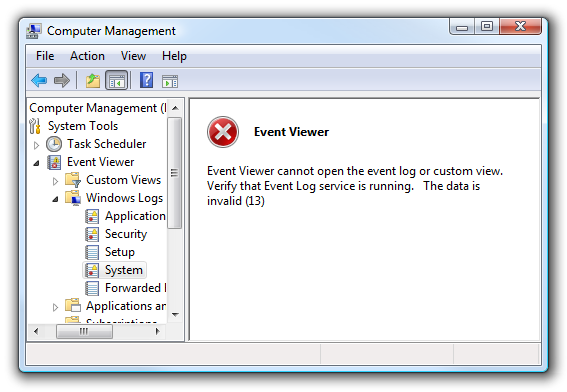 Computer Management
File Action View Help
Computer Management (
System Tools
Task Scheduler
Event Viewer
Custom Views
Windows Logs
Application
Security
Setup
System
Forwarded
Applications an
Subscriptions
Event Viewer
Event Viewer cannot open the event log or custom view.
Verify that Event Log service is running. The data is
invalid (13)